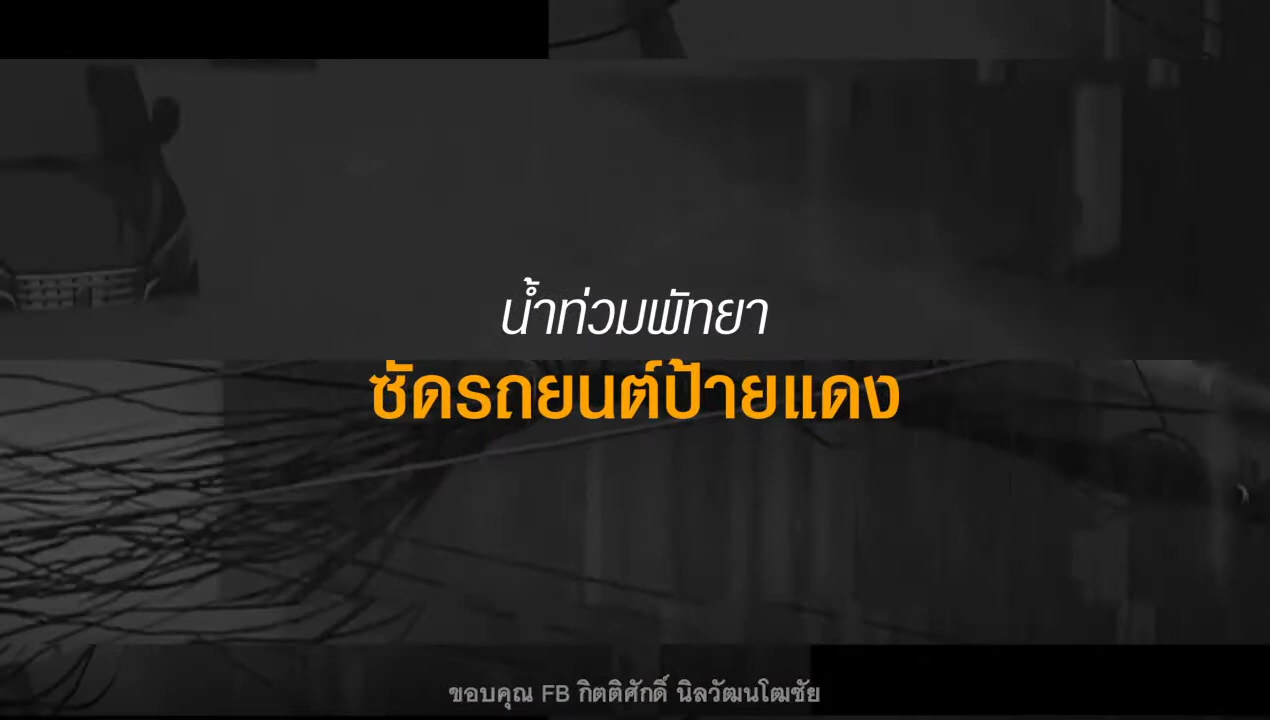 น้ำท่วมพัทยา
ซัดรถยนต์ป้ายแดง
ขอบคุณ FB กิตติศักดิ์ นิลวัฒนโฒชัย